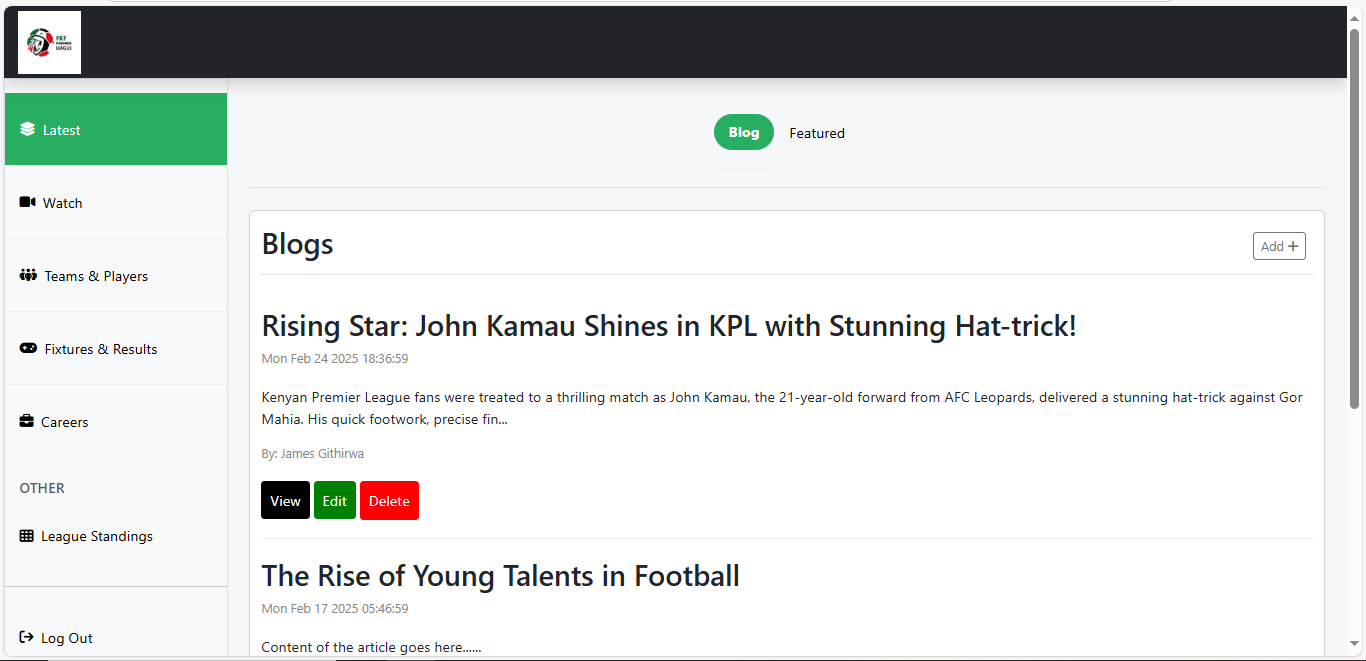 FKF
PREMIER
LEAGUE
Latest
Watch
Teams & Players
Fixtures & Results
Careers
OTHER
League Standings
Log Out
Blog
Featured
Blogs
Add +
Rising Star: John Kamau Shines in KPL with Stunning Hat-trick!
Mon Feb 24 2025 18:36:59
Kenyan Premier League fans were treated to a thrilling match as John Kamau, the 21-year-old forward from AFC Leopards, delivered a stunning hat-trick against Gor
Mahia. His quick footwork, precise fin...
By: James Githirwa
View Edit Delete
The Rise of Young Talents in Football
Mon Feb 17 2025 05:46:59
Content of the article goes here......